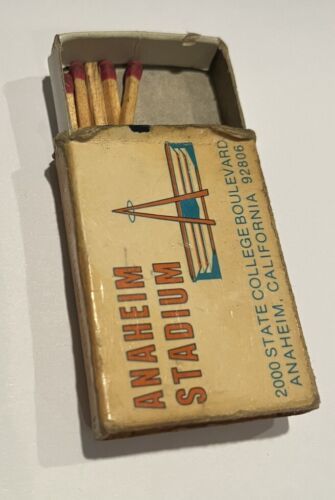 ANAHEIM
STADIUM
2000 STATE COLLEGE BOULEVARD
ANAHEIM, CALIFORNIA 92806